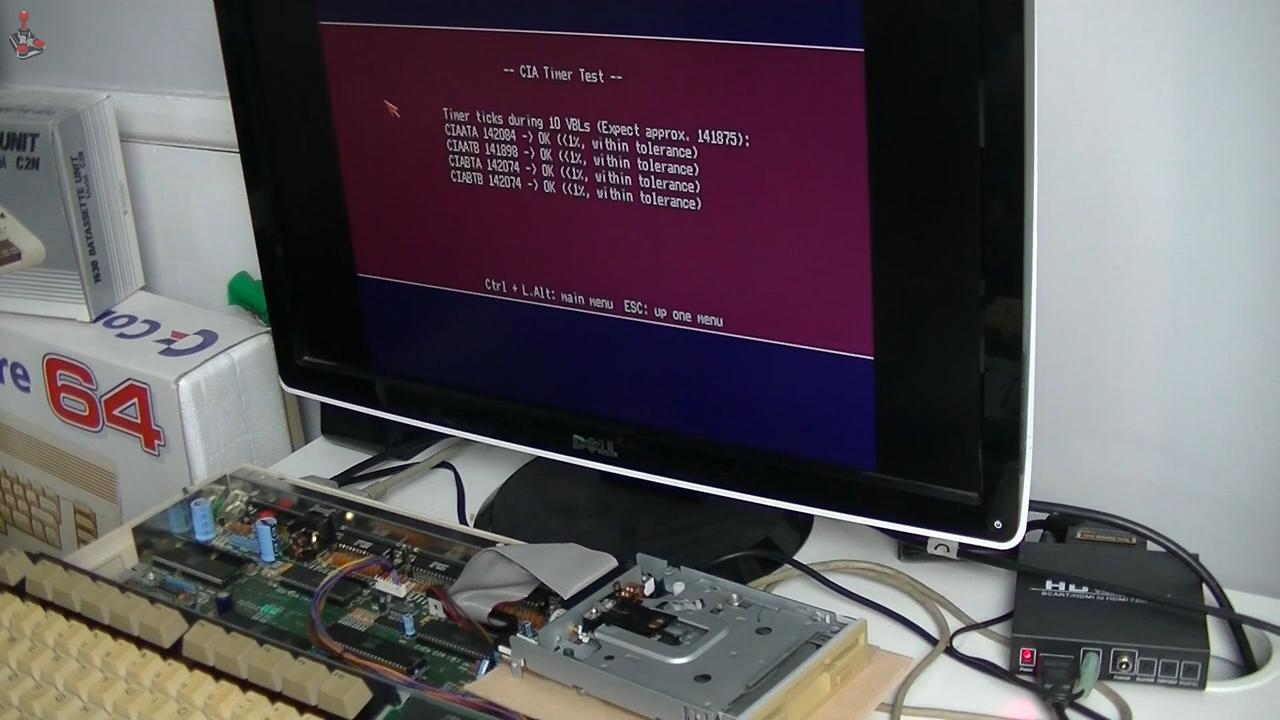 -- CIA Timer Test --
Timer ticks during 10 VBLs (Expect approx. 141875):
CIAATA 142084 -> OK (<1%, within tolerance)
CIAATB 141898 -> OK (<1%, within tolerance)
CIABTA 142074 -> OK (<1%, within tolerance)
CIABTB 142074 -> OK (<1%, within tolerance)
Ctrl + L.Alt: main menu ESC: up one menu
DELL
UNIT
C2N
1530 DATASSETTE UNIT
re 64
SCART/HDMI to HDMI